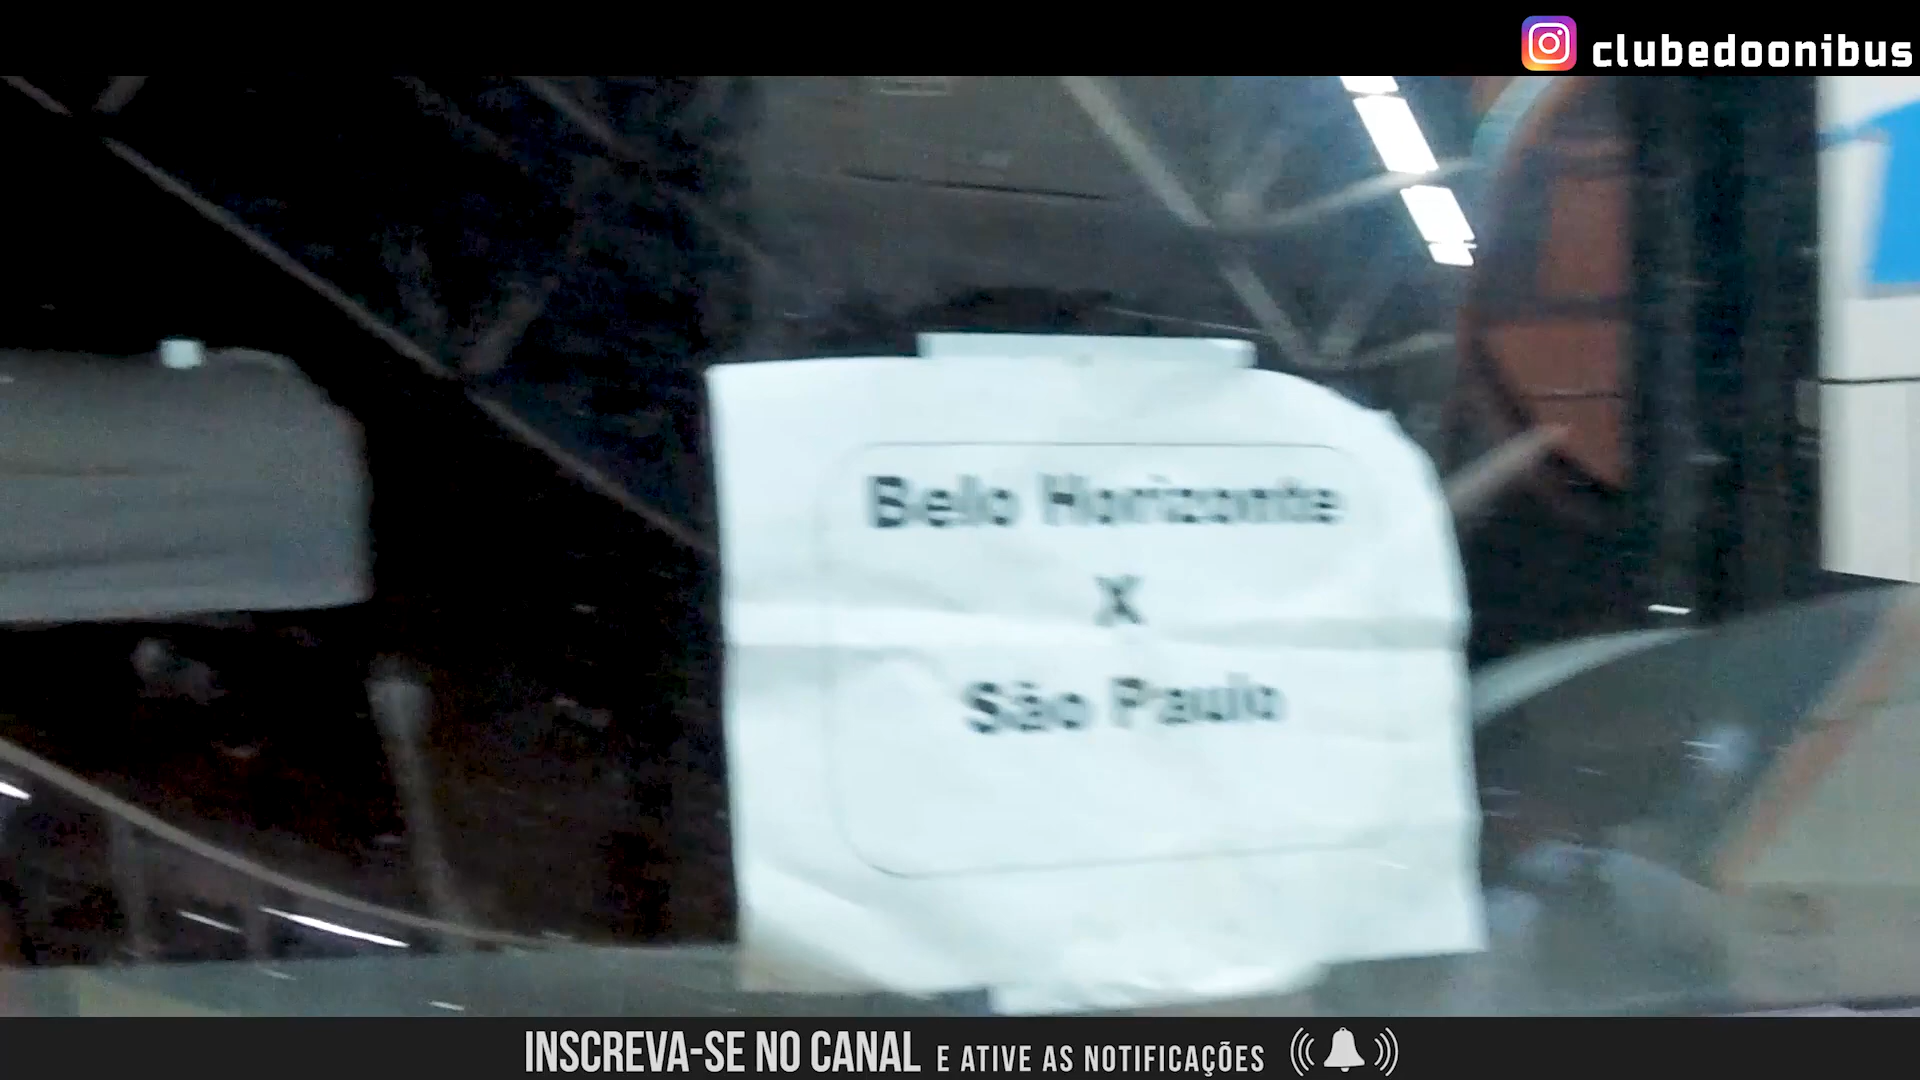 clubedoonibus
Belo Horizonte
X
São Paulo
INSCREVA-SE NO CANAL E ATIVE AS NOTIFICAÇÕES